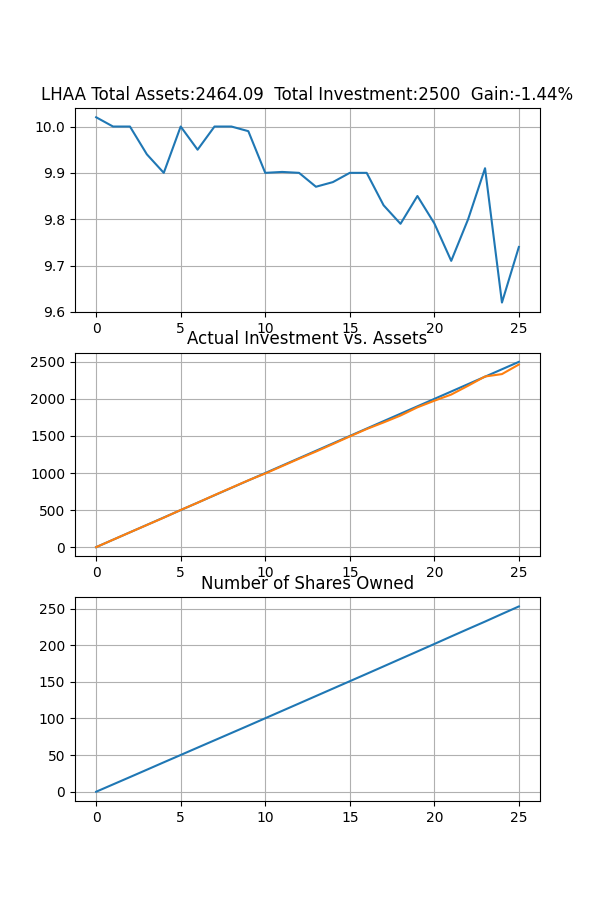 LHAA Total Assets:2464.09  Total Investment:2500  Gain:-1.44%
10.0
9.9
9.8
9.7
9.6
0 5 10 15 20 25
Actual Investment vs. Assets
2500
2000
1500
1000
500
0
0 5 10 15 20 25
Number of Shares Owned
250
200
150
100
50
0
0 5 10 15 20 25